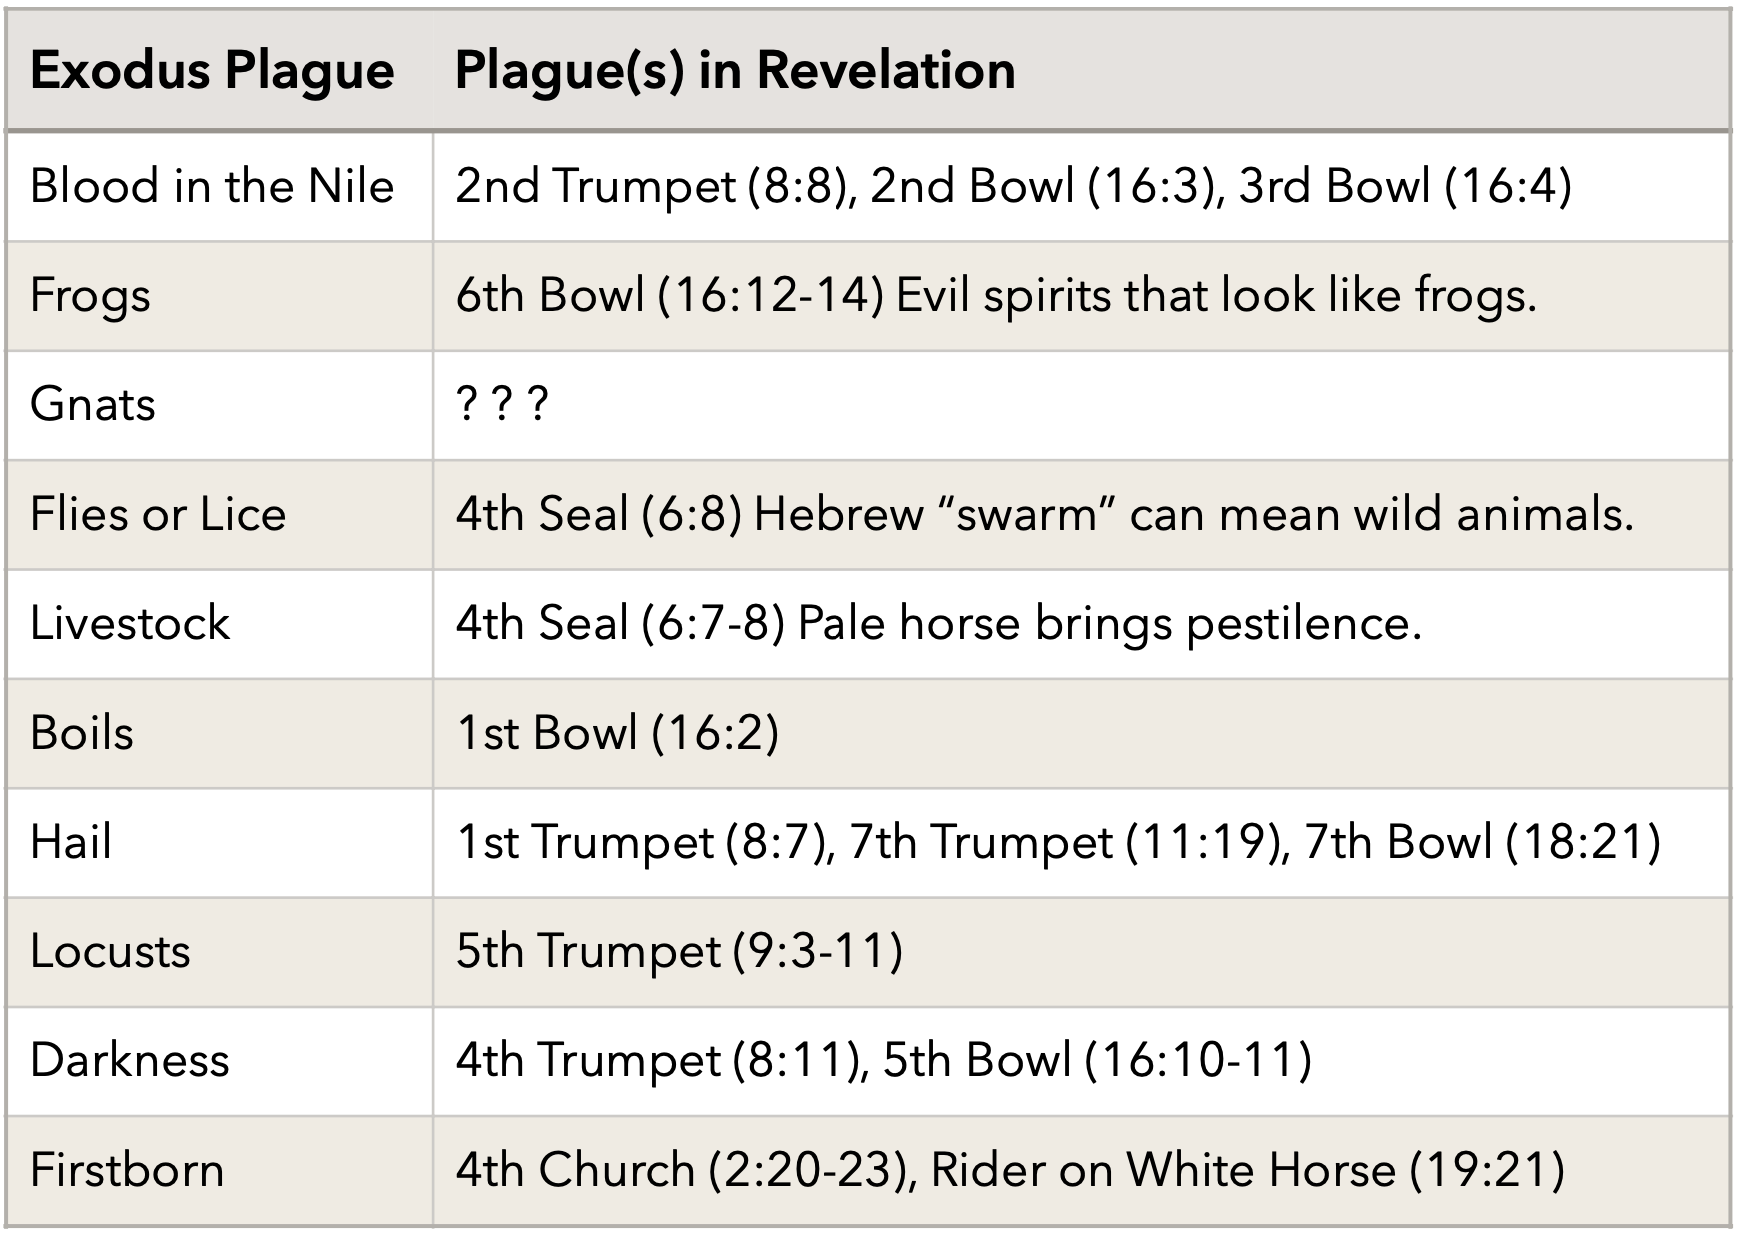 Exodus Plague Plague(s) in Revelation
Blood in the Nile 2nd Trumpet (8:8), 2nd Bowl (16:3), 3rd Bowl (16:4)
Frogs 6th Bowl (16:12-14) Evil spirits that look like frogs.
Gnats ? ? ?
Flies or Lice 4th Seal (6:8) Hebrew “swarm” can mean wild animals.
Livestock 4th Seal (6:7-8) Pale horse brings pestilence.
Boils 1st Bowl (16:2)
Hail 1st Trumpet (8:7), 7th Trumpet (11:19), 7th Bowl (18:21)
Locusts 5th Trumpet (9:3-11)
Darkness 4th Trumpet (8:11), 5th Bowl (16:10-11)
Firstborn 4th Church (2:20-23), Rider on White Horse (19:21)